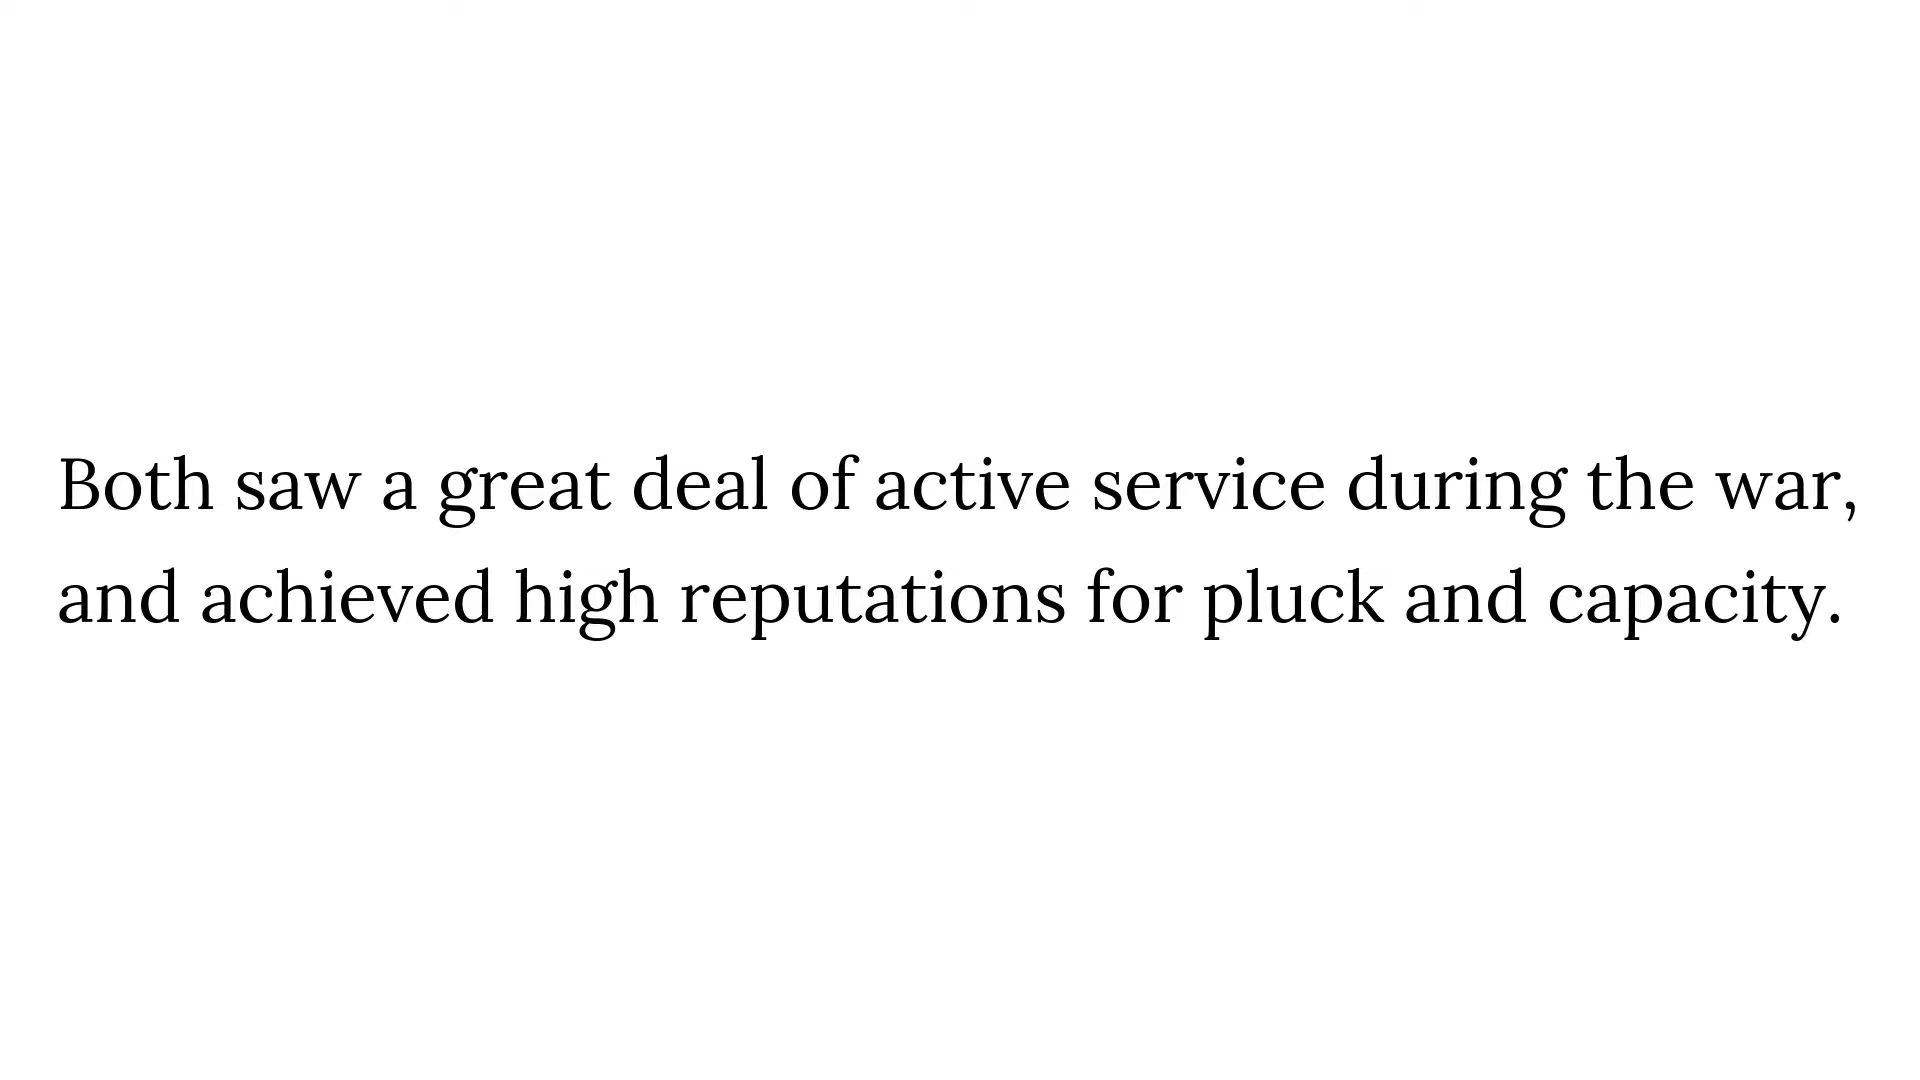 Both saw a great deal of active service during the war,
and achieved high reputations for pluck and capacity.